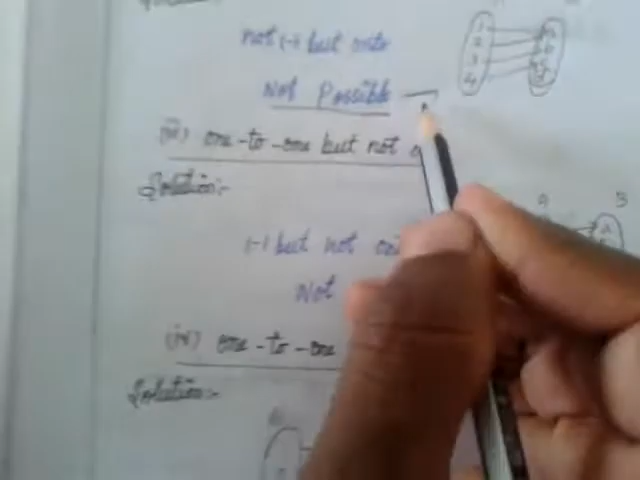 not 1-1 but onto
Not Possible
(iii) one-to-one but not
Solution:-
1-1 but not
Not
(iv) one-to-one
Solution:-
A
B